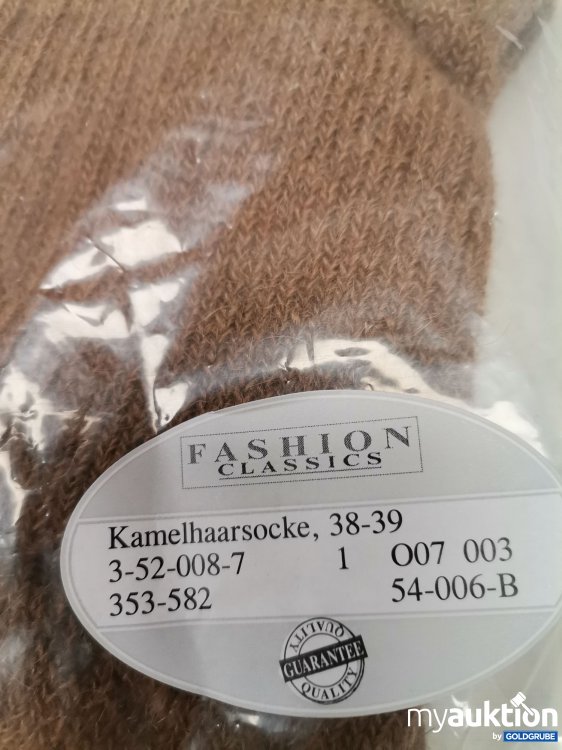 FASHION
CLASSICS
Kamelhaarsocke, 38-39
3-52-008-7 1 O07 003
353-582 54-006-B
QUALITY
GUARANTEE
QUALITY
myauktion
by GOLDGRUBE